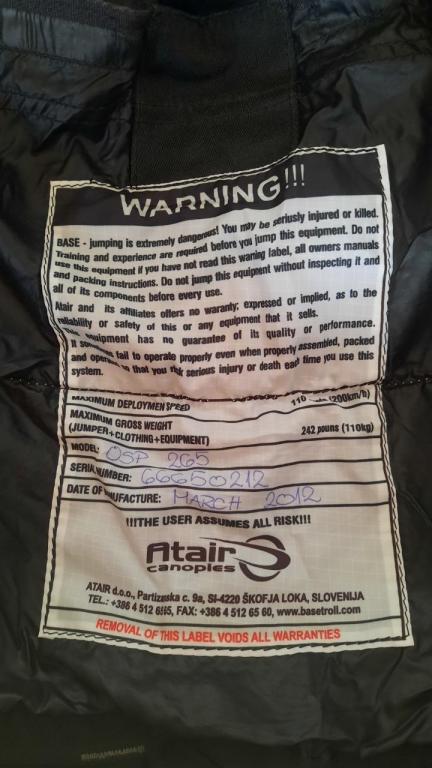 WARNING!!!
BASE - jumping is extremely dangerous! You may be seriously injured or killed.
Training and experience are required before you jump this equipment. Do not
use this equipment if you have not read this warning label, all owners manuals
and packing instructions. Do not jump this equipment without inspecting it and
all of its components before every use.
Atair and its affiliates offers no warranty; expressed or implied, as to the
reliability or safety of this or any equipment that it sells.
This equipment has no guarantee of its quality or performance.
It sometimes fail to operate properly even when properly assembled, packed
and operated so that you risk serious injury or death each time you use this
system.
MAXIMUM DEPLOYMEN SPEED 110 (200km/h)
MAXIMUM GROSS WEIGHT
(JUMPER+CLOTHING+EQUIPMENT) 242 pouns (110kg)
MODEL: OSP 265
SERIAL NUMBER: 66650212
DATE OF MANUFACTURE: MARCH 2012
!!!THE USER ASSUMES ALL RISK!!!
Atair
canopies
ATAIR d.o.o., Partizanska c. 9a, SI-4220 ŠKOFJA LOKA, SLOVENIJA
TEL.: +386 4 512 FAX: +386 4 512 65 60, www.basetroll.com
REMOVAL OF THIS LABEL VOIDS ALL WARRANTIES